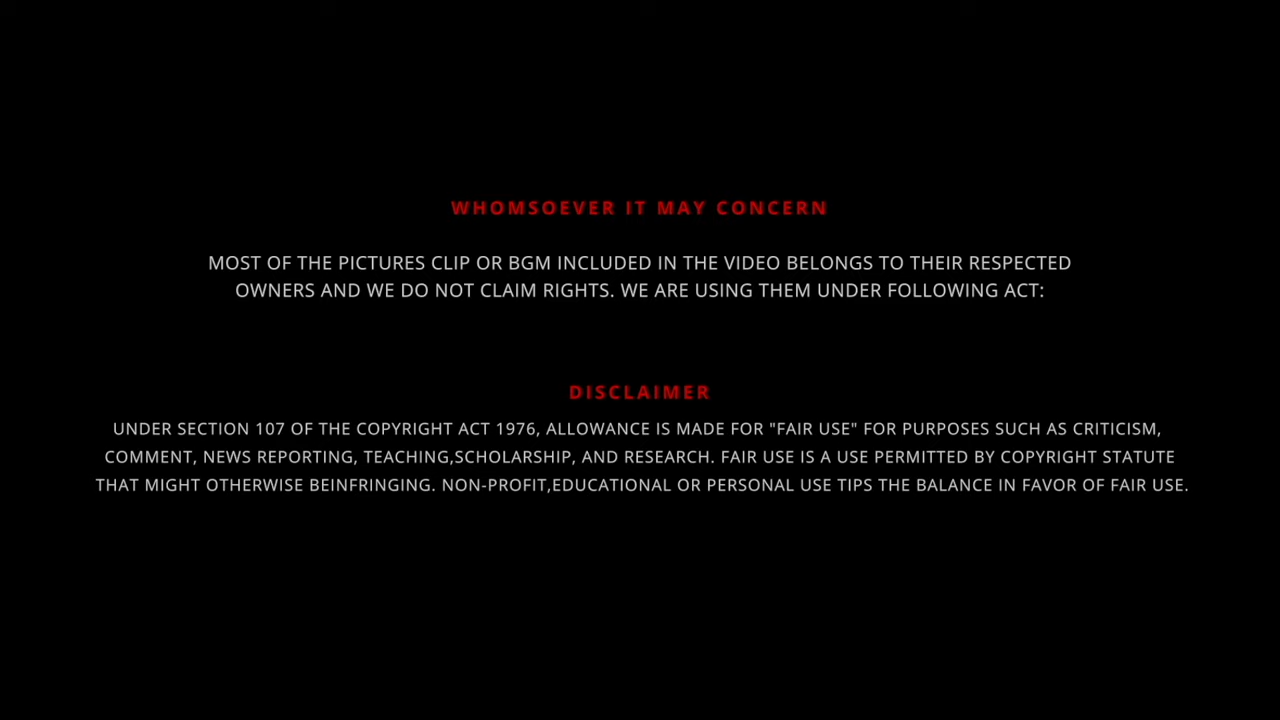 WHOMSOEVER IT MAY CONCERN
MOST OF THE PICTURES CLIP OR BGM INCLUDED IN THE VIDEO BELONGS TO THEIR RESPECTED
OWNERS AND WE DO NOT CLAIM RIGHTS. WE ARE USING THEM UNDER FOLLOWING ACT:
DISCLAIMER
UNDER SECTION 107 OF THE COPYRIGHT ACT 1976, ALLOWANCE IS MADE FOR "FAIR USE" FOR PURPOSES SUCH AS CRITICISM,
COMMENT, NEWS REPORTING, TEACHING,SCHOLARSHIP, AND RESEARCH. FAIR USE IS A USE PERMITTED BY COPYRIGHT STATUTE
THAT MIGHT OTHERWISE BEINFRINGING. NON-PROFIT,EDUCATIONAL OR PERSONAL USE TIPS THE BALANCE IN FAVOR OF FAIR USE.